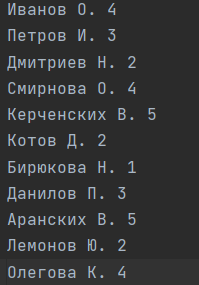 Иванов О. 4
Петров И. 3
Дмитриев Н. 2
Смирнова О. 4
Керченских В. 5
Котов Д. 2
Бирюкова Н. 1
Данилов П. 3
Аранских В. 5
Лемонов Ю. 2
Олегова К. 4